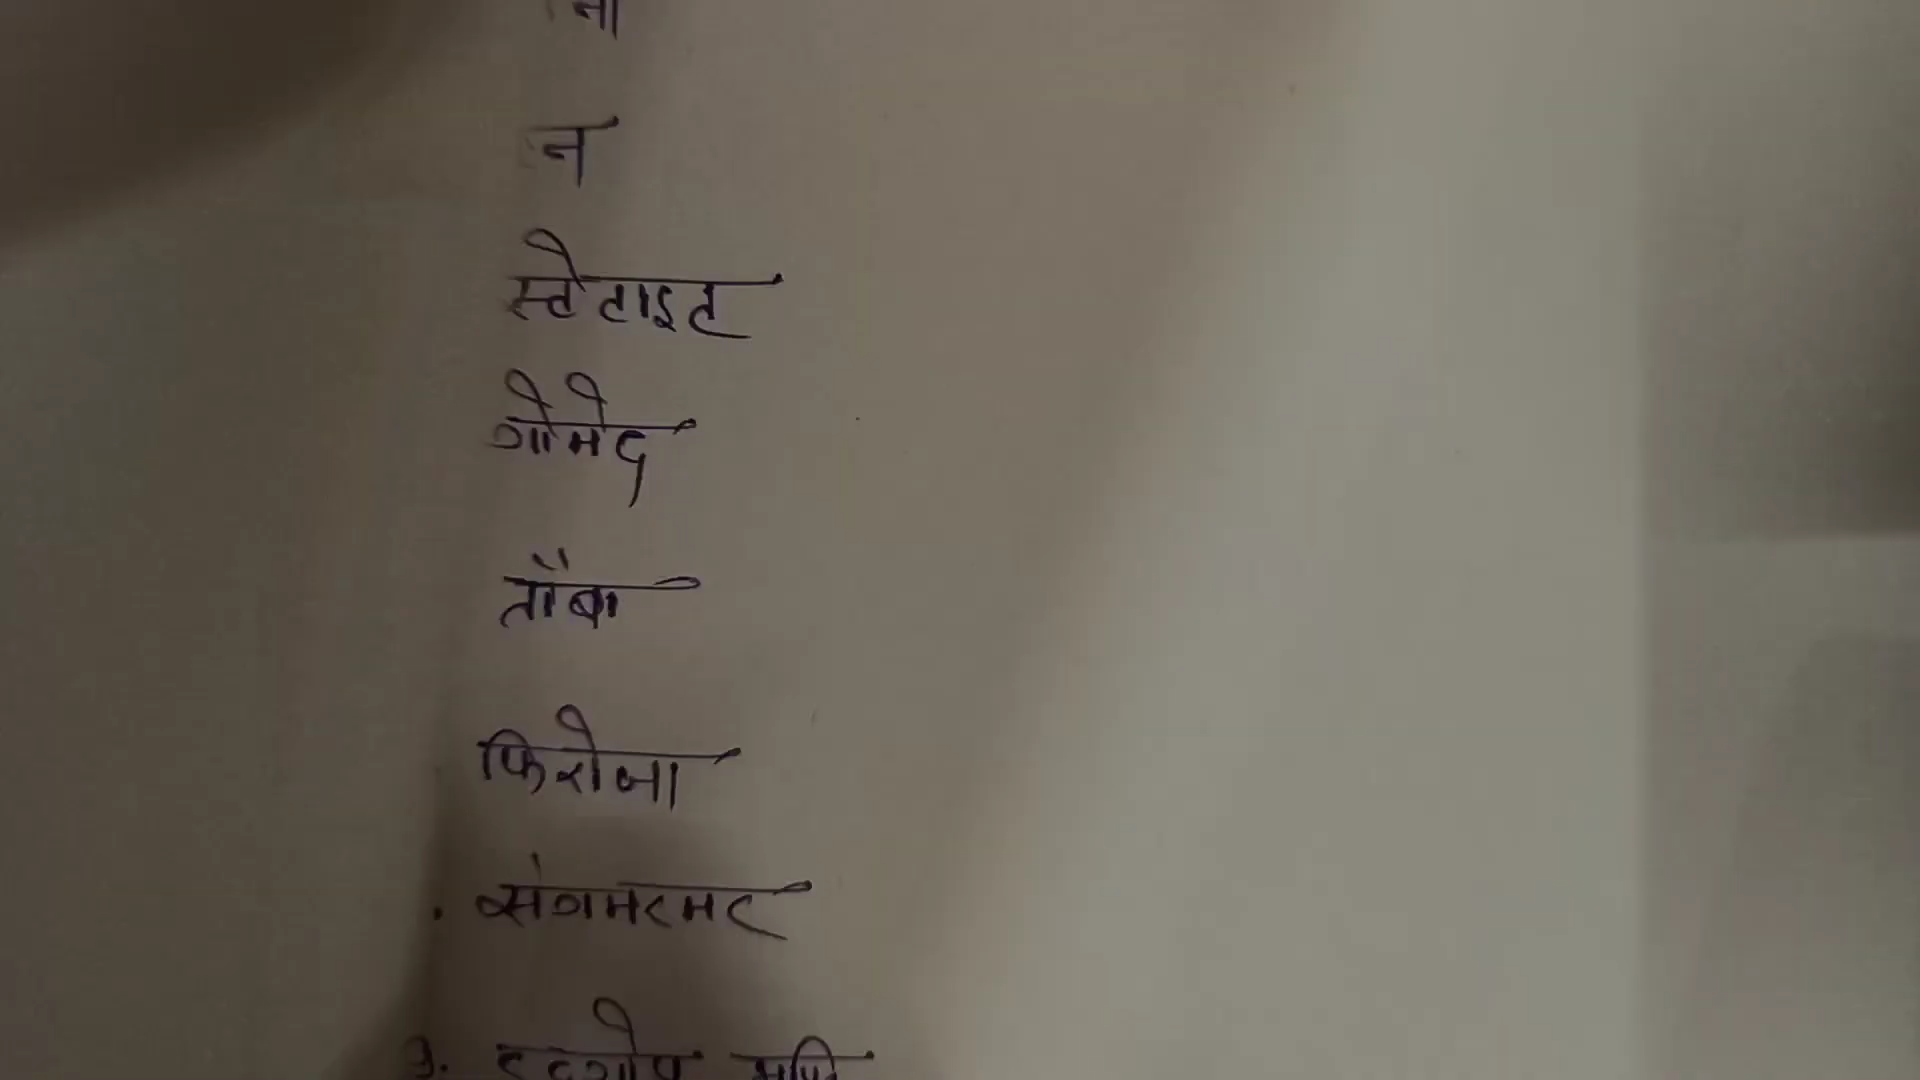 ना
न
स्टेटाइट
गोमेद
ताँबा
फिरोजा
संगमरमर